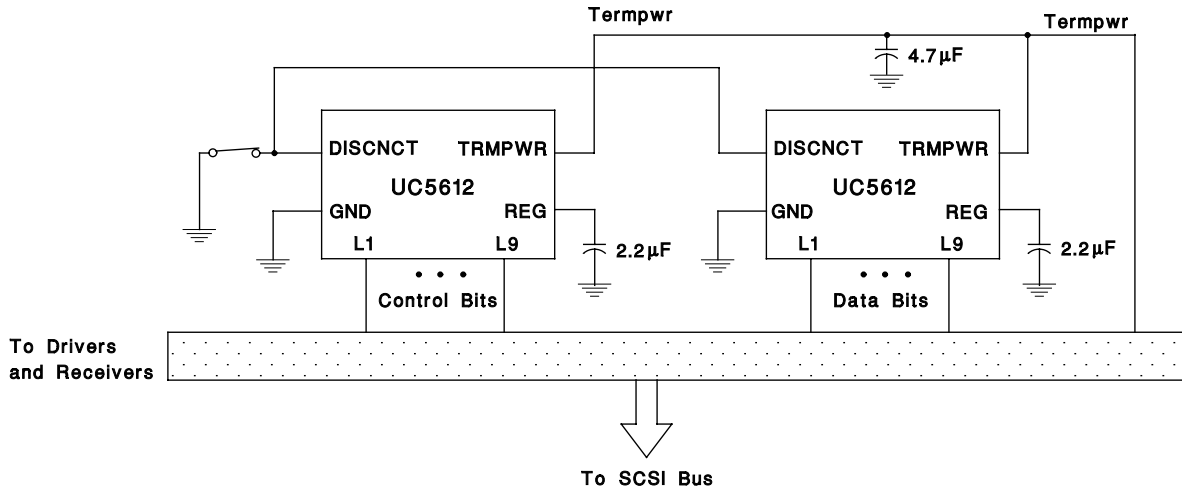 Termpwr
Termpwr
4.7µF
DISCNCT TRMPWR
UC5612
GND REG
L1 L9
2.2µF
Control Bits
DISCNCT TRMPWR
UC5612
GND REG
L1 L9
2.2µF
Data Bits
To Drivers
and Receivers
To SCSI Bus